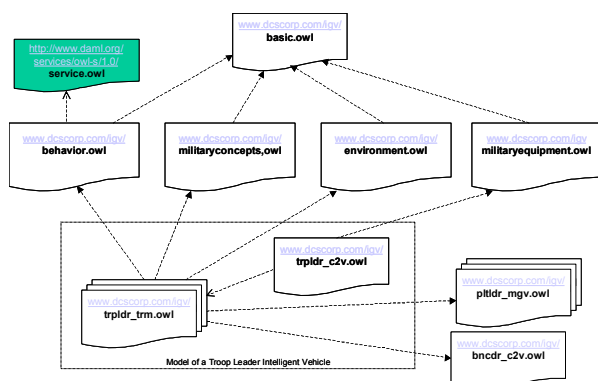 www.dcscorp.com/igv/
basic.owl
http://www.daml.org/
services/owl-s/1.0/
service.owl
www.dcscorp.com/igv/
behavior.owl
www.dcscorp.com/igv/
militaryconcepts,owl
www.dcscorp.com/igv/
environment.owl
www.dcscorp.com/igv
militaryequipment.owl
www.dcscorp.com/igv/
trpldr_c2v.owl
www.dcscorp.com/igv/
trpldr_trm.owl
www.dcscorp.com/igv/
pltldr_mgv.owl
www.dcscorp.com/igv/
bncdr_c2v.owl
Model of a Troop Leader Intelligent Vehicle